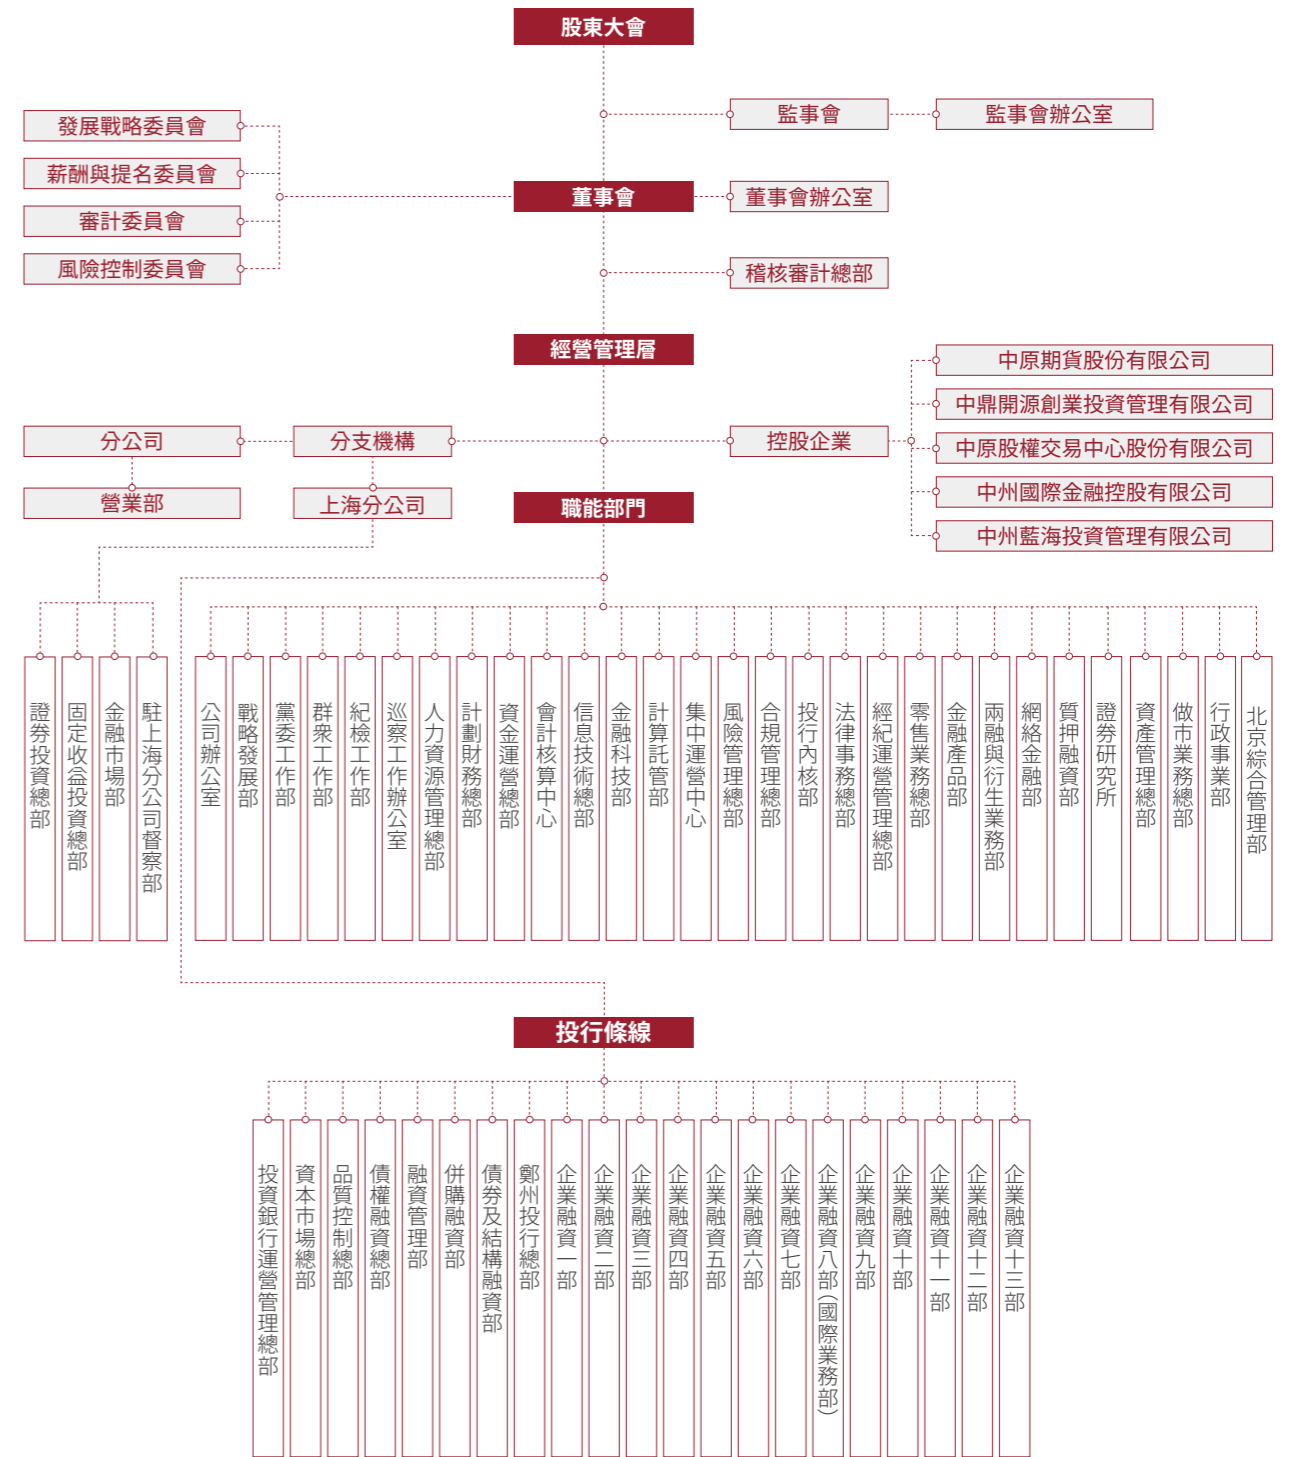 股東大會
監事會
監事會辦公室
發展戰略委員會
薪酬與提名委員會
審計委員會
風險控制委員會
董事會
董事會辦公室
稽核審計總部
經營管理層
中原期貨股份有限公司
中鼎開源創業投資管理有限公司
中原股權交易中心股份有限公司
中州國際金融控股有限公司
中州藍海投資管理有限公司
分公司
分支機構
控股企業
營業部
上海分公司
職能部門
證券投資總部
固定收益投資總部
金融市場部
駐上海分公司督察部
公司辦公室
戰略發展部
黨委工作部
群衆工作部
紀檢工作部
巡察工作辦公室
人力資源管理總部
計劃財務總部
資金運營總部
會計核算中心
信息技術總部
金融科技部
計算託管部
集中運營中心
風險管理總部
合規管理總部
投行內核部
法律事務總部
經紀運營管理總部
零售業務總部
金融產品部
兩融與衍生業務部
網絡金融部
質押融資部
證券研究所
資產管理總部
做市業務總部
行政事業部
北京綜合管理部
投行條線
投資銀行運營管理總部
資本市場總部
品質控制總部
債權融資總部
融資管理部
併購融資部
債券及結構融資部
鄭州投行總部
企業融資一部
企業融資二部
企業融資三部
企業融資四部
企業融資五部
企業融資六部
企業融資七部
企業融資八部(國際業務部)
企業融資九部
企業融資十部
企業融資十一部
企業融資十二部
企業融資十三部